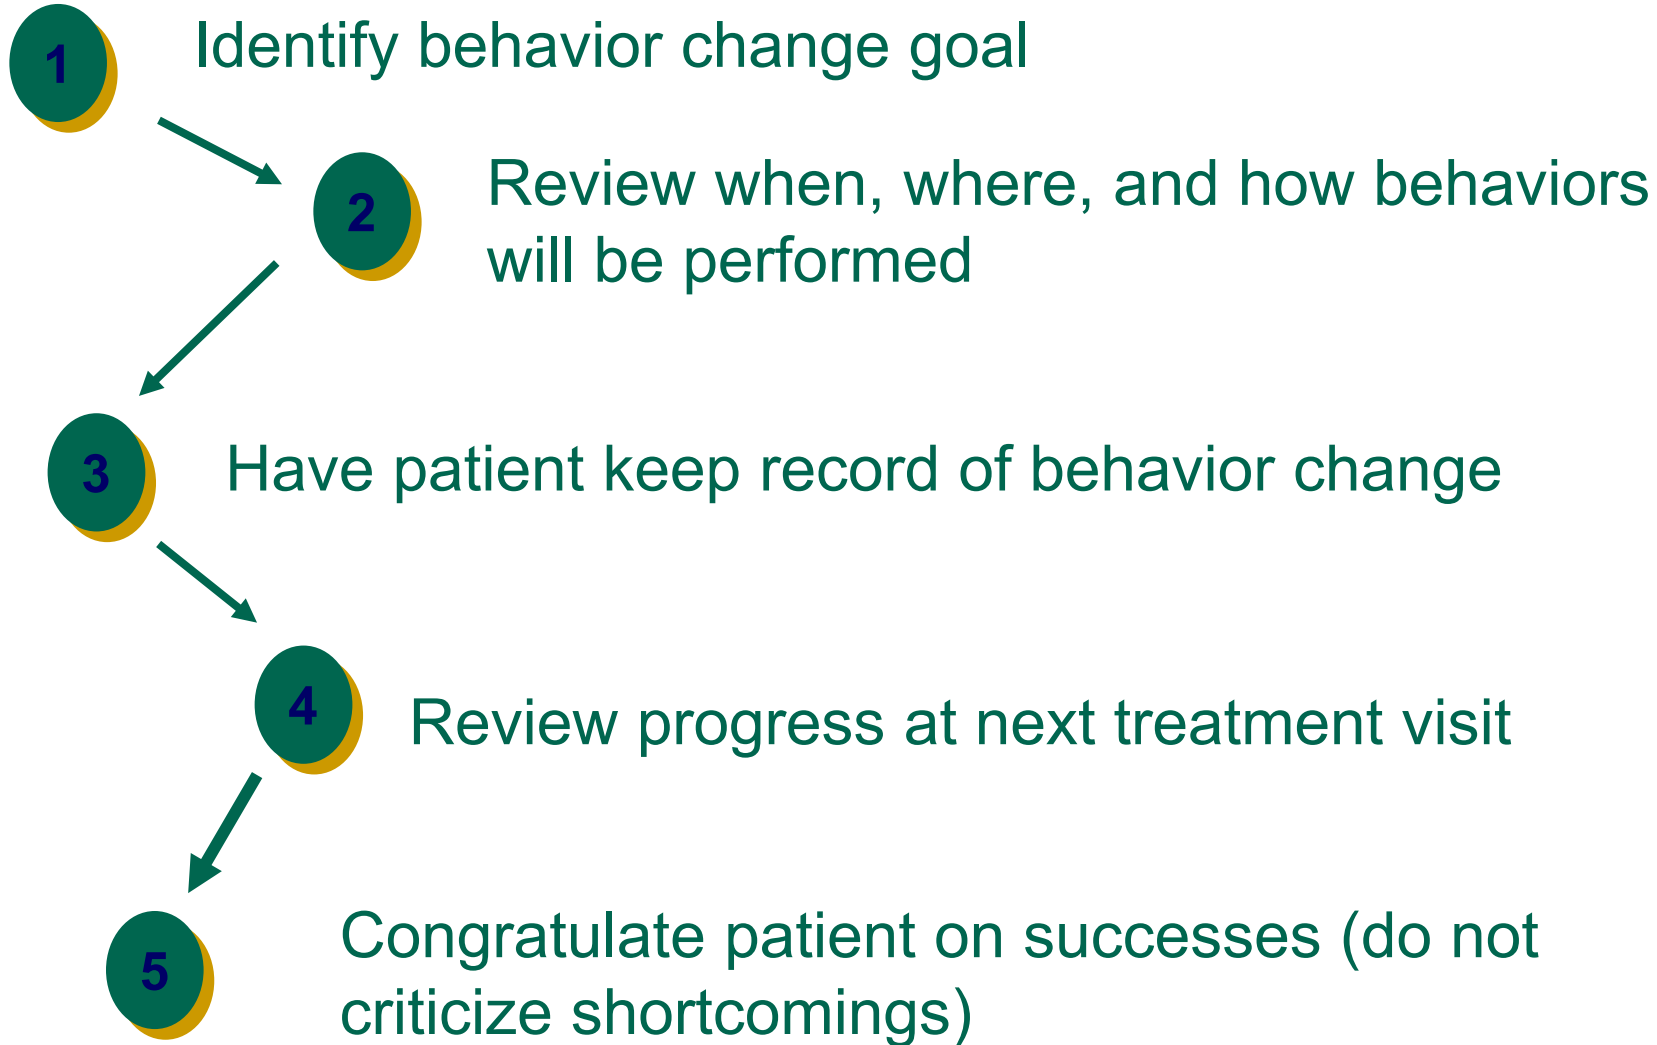 1
Identify behavior change goal
2
Review when, where, and how behaviors
will be performed
3
Have patient keep record of behavior change
4
Review progress at next treatment visit
5
Congratulate patient on successes (do not
criticize shortcomings)